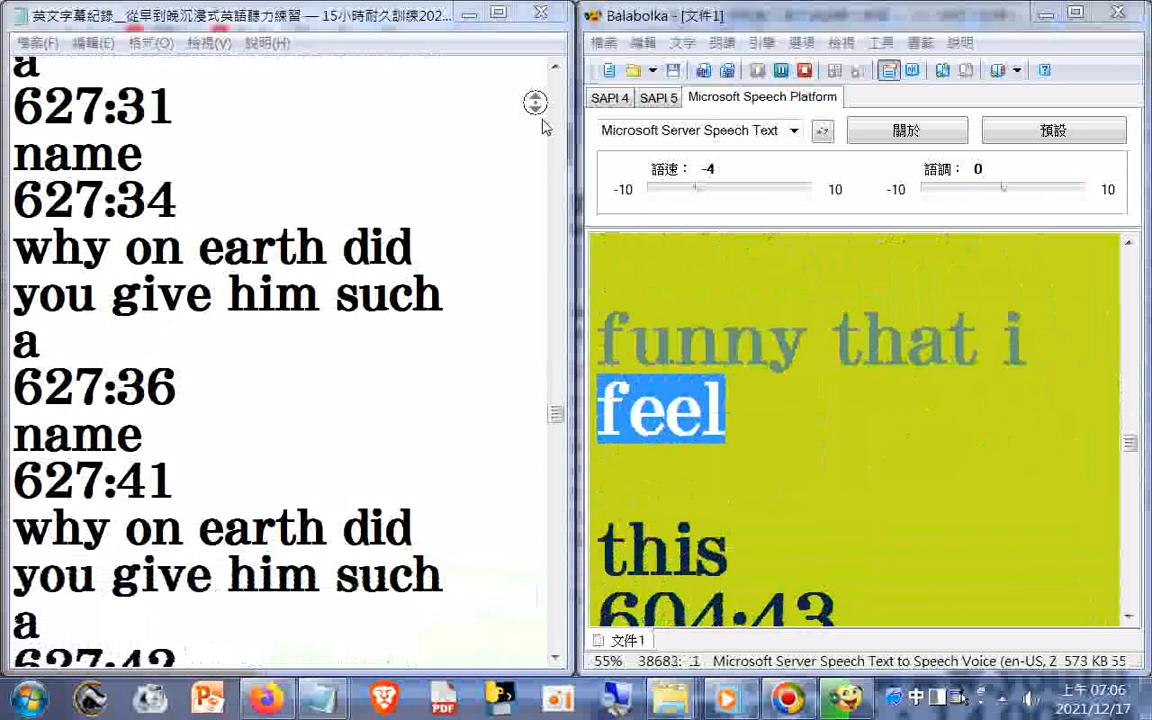 英文字幕紀錄__從早到晚沉浸式英語聽力練習 — 15小時耐久訓練202...
檔案(F) 編輯(E) 格式(O) 檢視(V) 說明(H)
a
627:31
name
627:34
why on earth did
you give him such
a
627:36
name
627:41
why on earth did
you give him such
a
627:42
Balabolka - [文件1]
檔案 編輯 文字 朗讀 引擎 選項 檢視 工具 書籤 說明
SAPI 4 SAPI 5 Microsoft Speech Platform
Microsoft Server Speech Text 關於 預設
語速: -4 語調: 0
-10 10 -10 10
funny that i
feel
this
604:43
文件1
55% 38683: :1 Microsoft Server Speech Text to Speech Voice (en-US, Z 573 KB 55
中 上午 07:06
2021/12/17